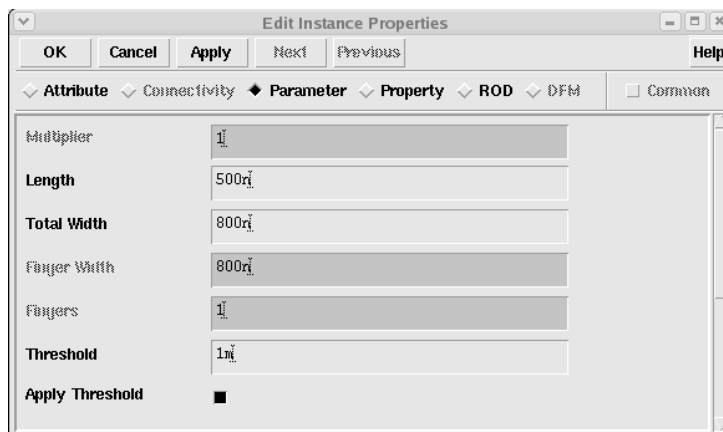 Edit Instance Properties
OK Cancel Apply Next Previous Help
Attribute Connectivity Parameter Property ROD DFM Common
Multiplier 1
Length 500n
Total Width 800n
Finger Width 800n
Fingers 1
Threshold 1m
Apply Threshold